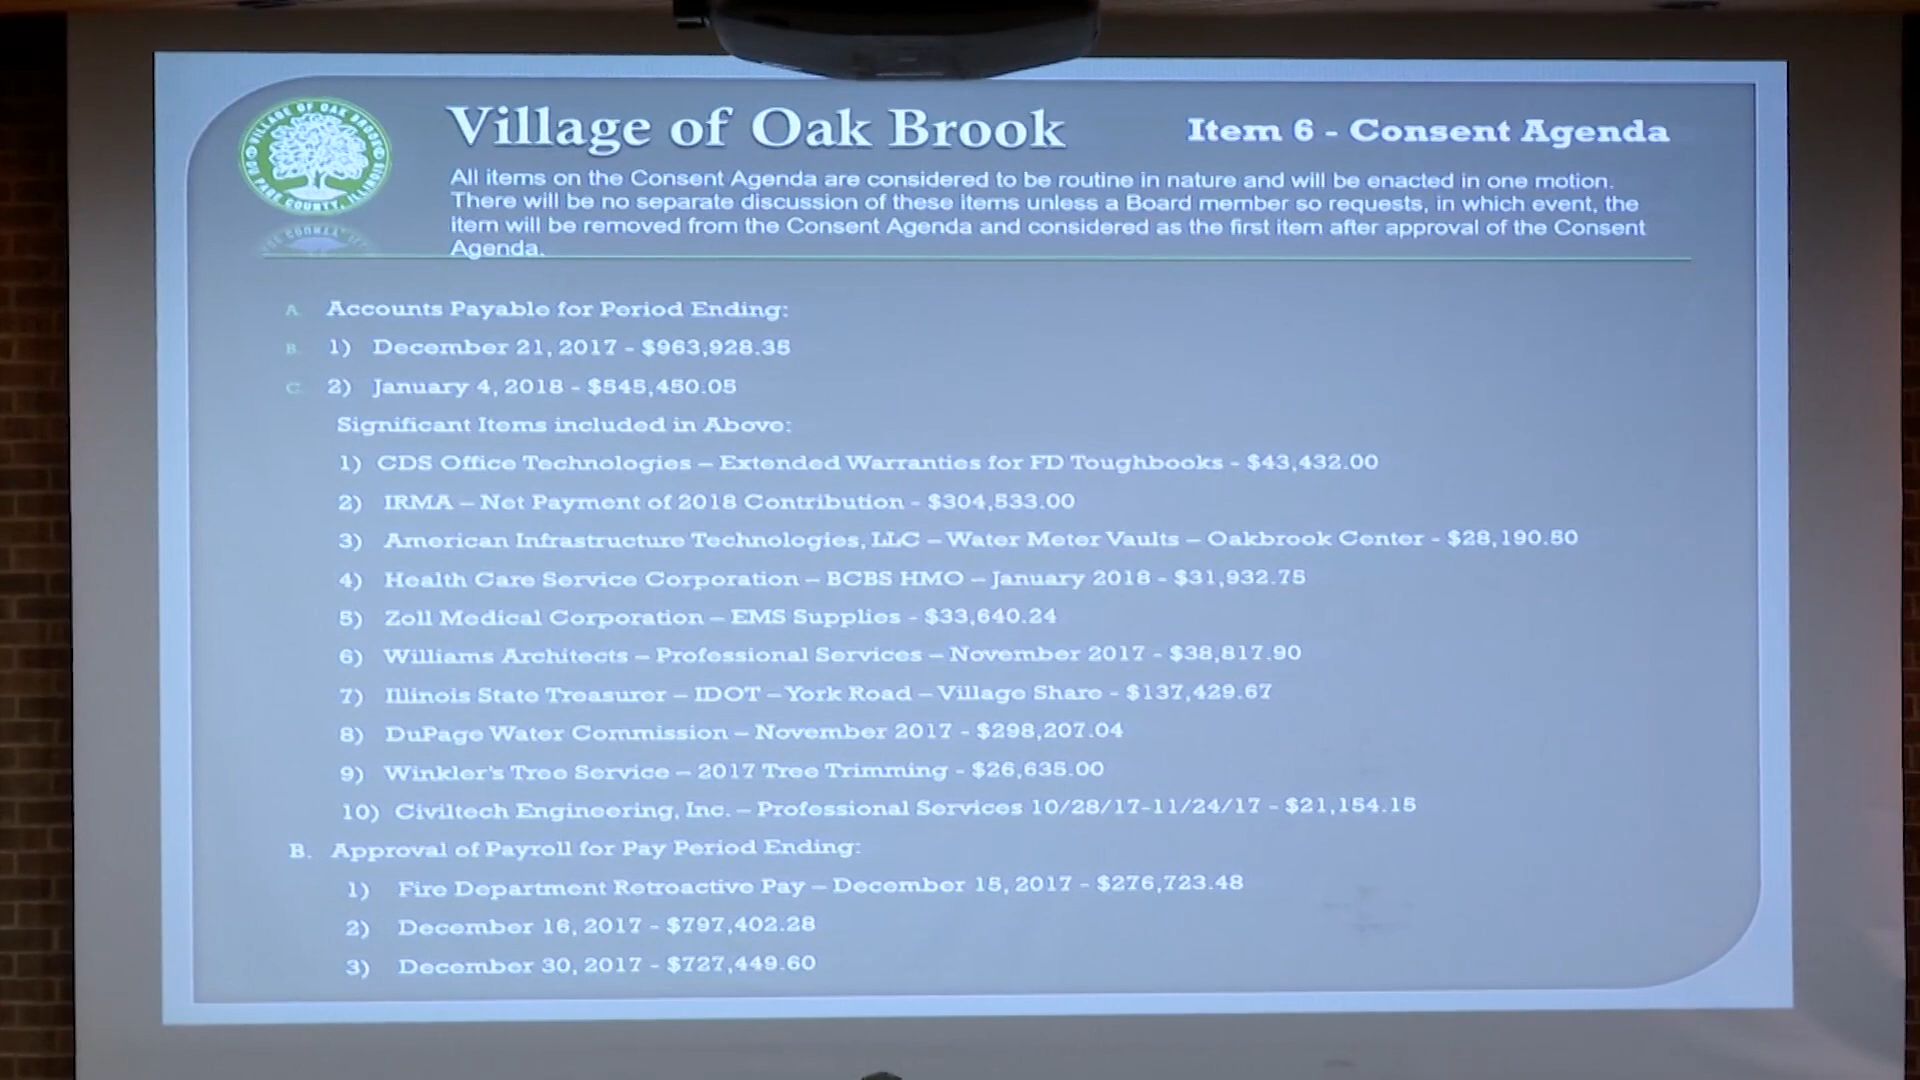 VILLAGE OF OAK BROOK
DU PAGE COUNTY, ILLINOIS
Village of Oak Brook
Item 6 - Consent Agenda
All items on the Consent Agenda are considered to be routine in nature and will be enacted in one motion.
There will be no separate discussion of these items unless a Board member so requests, in which event, the
item will be removed from the Consent Agenda and considered as the first item after approval of the Consent
Agenda.
A. Accounts Payable for Period Ending:
B. 1) December 21, 2017 - $963,928.35
C. 2) January 4, 2018 - $545,450.05
Significant Items included in Above:
1) CDS Office Technologies – Extended Warranties for FD Toughbooks - $43,432.00
2) IRMA – Net Payment of 2018 Contribution - $304,533.00
3) American Infrastructure Technologies, LLC – Water Meter Vaults – Oakbrook Center - $28,190.50
4) Health Care Service Corporation – BCBS HMO – January 2018 - $31,932.75
5) Zoll Medical Corporation – EMS Supplies - $33,640.24
6) Williams Architects – Professional Services – November 2017 - $38,817.90
7) Illinois State Treasurer – IDOT – York Road – Village Share - $137,429.67
8) DuPage Water Commission – November 2017 - $298,207.04
9) Winkler's Tree Service – 2017 Tree Trimming - $26,635.00
10) Civiltech Engineering, Inc. – Professional Services 10/28/17-11/24/17 - $21,154.15
B. Approval of Payroll for Pay Period Ending:
1) Fire Department Retroactive Pay – December 15, 2017 - $276,723.48
2) December 16, 2017 - $797,402.28
3) December 30, 2017 - $727,449.60